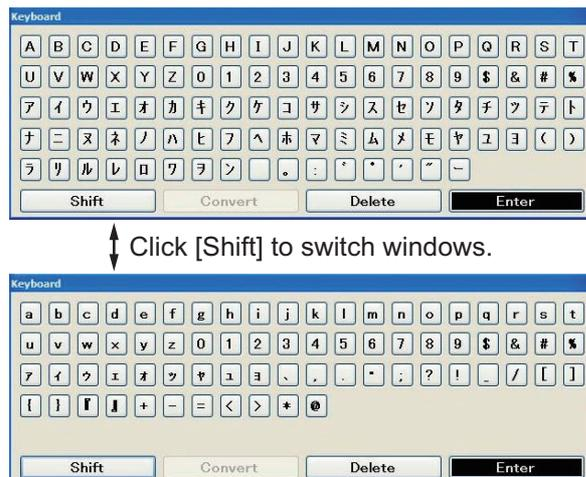 Keyboard
A B C D E F G H I J K L M N O P Q R S T
U V W X Y Z 0 1 2 3 4 5 6 7 8 9 $ & # %
ア イ ウ エ オ カ キ ク ケ コ サ シ ス セ ソ タ チ ツ テ ト
ナ ニ ヌ ネ ノ ハ ヒ フ ヘ ホ マ ミ ム メ モ ヤ ユ ヨ ( )
ラ リ ル レ ロ ワ ヲ ン 。 : ゛ ゜ ー
Shift Convert Delete Enter
Click [Shift] to switch windows.
Keyboard
a b c d e f g h i j k l m n o p q r s t
u v w x y z 0 1 2 3 4 5 6 7 8 9 $ & # %
ァ ィ ゥ ェ ォ ッ ャ ュ ョ 、 , . ・ ; ? ! _ / [ ]
{ } 『 』 + - = < > * @
Shift Convert Delete Enter